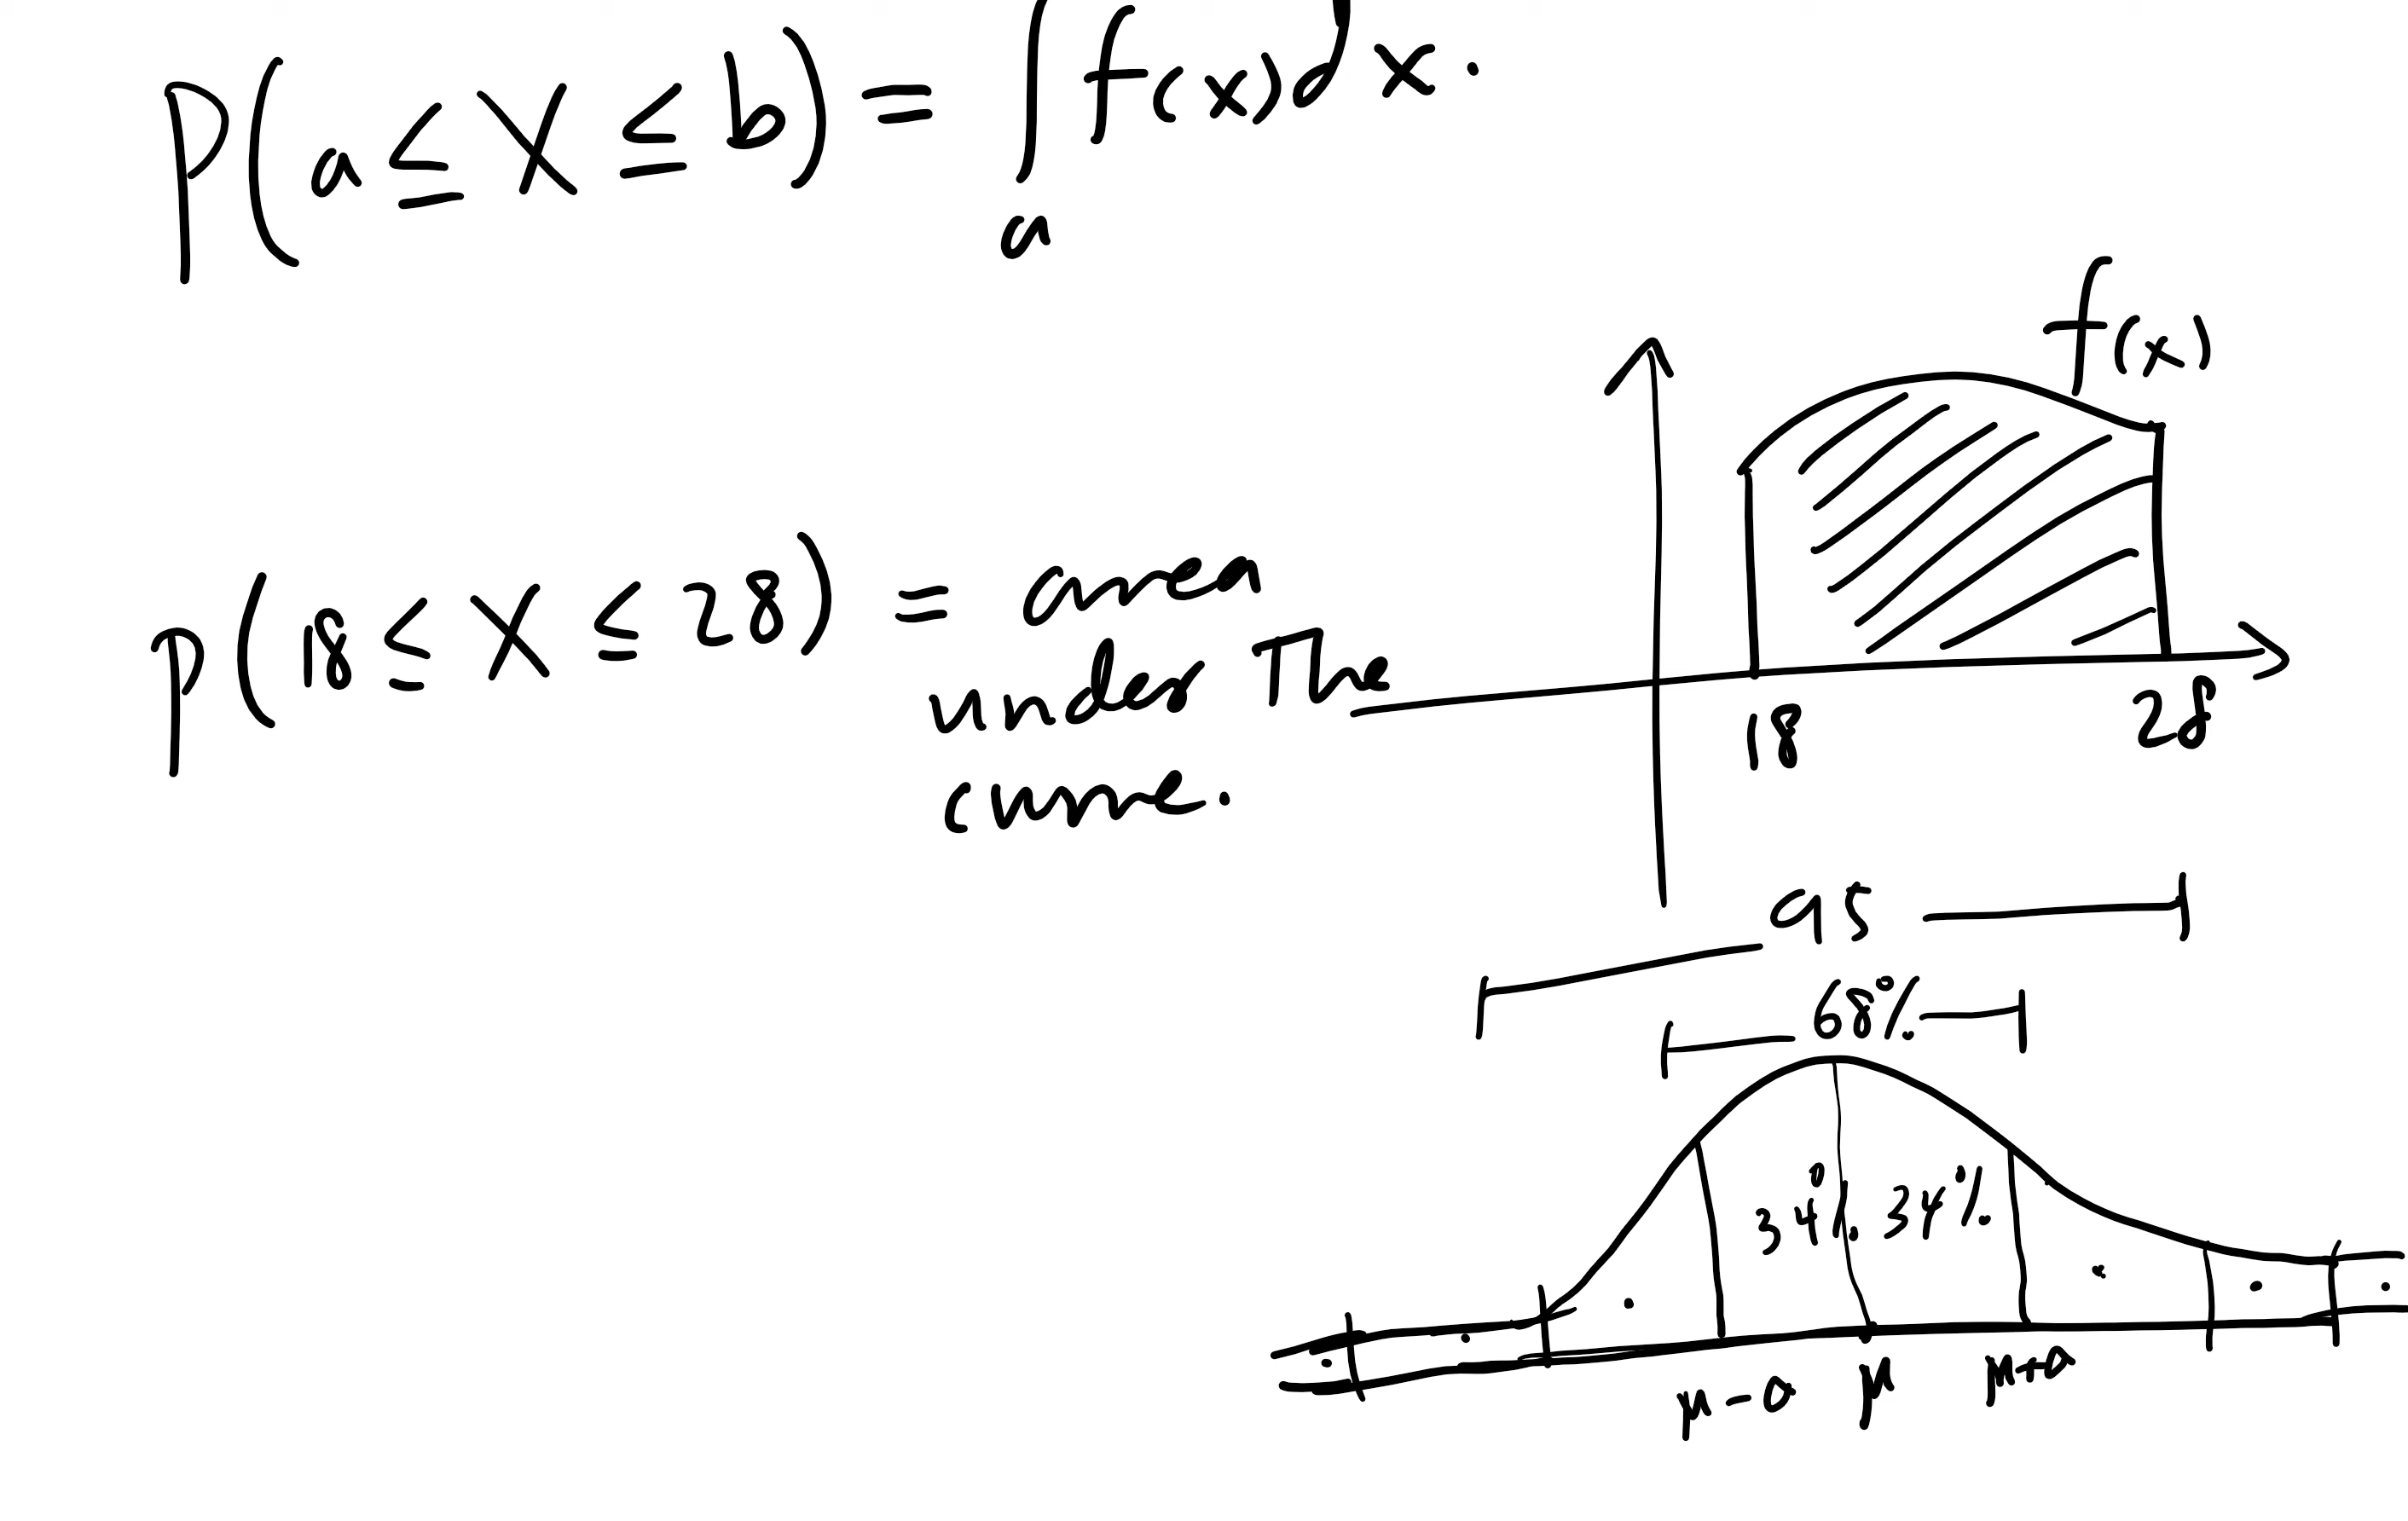 P(a ≤ X ≤ b) = ∫ f(x)dx.
a
f(x)
P(18 ≤ X ≤ 28) = area
under The
curve.
18 28
95
68%
34% 34%
μ-σ μ μ+σ